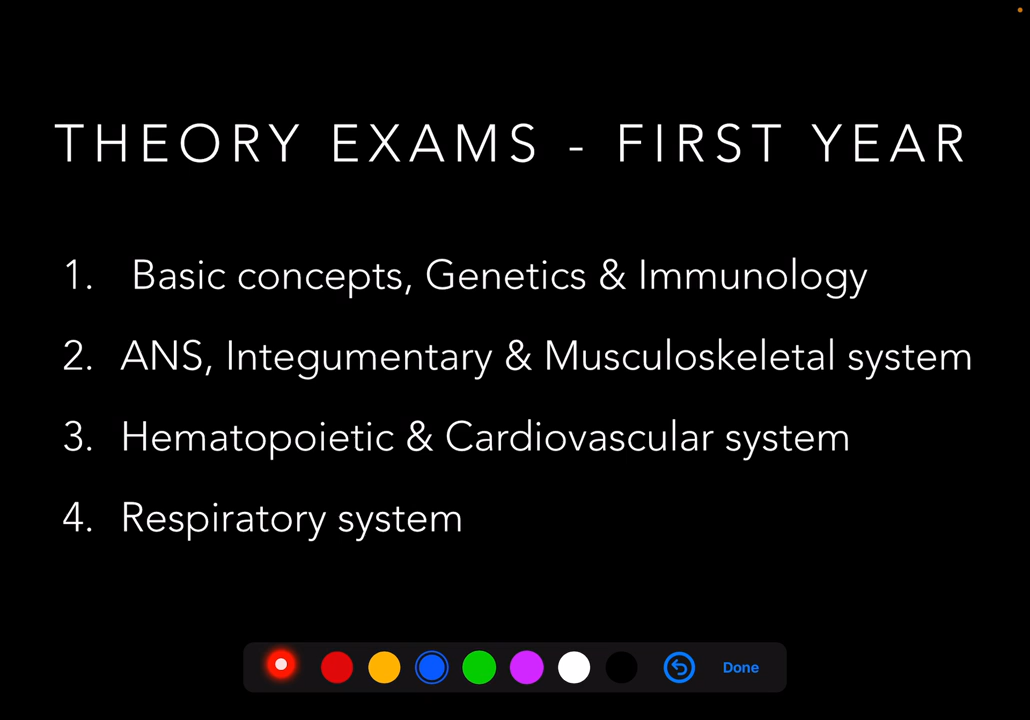 THEORY EXAMS - FIRST YEAR
1. Basic concepts, Genetics & Immunology
2. ANS, Integumentary & Musculoskeletal system
3. Hematopoietic & Cardiovascular system
4. Respiratory system
Done